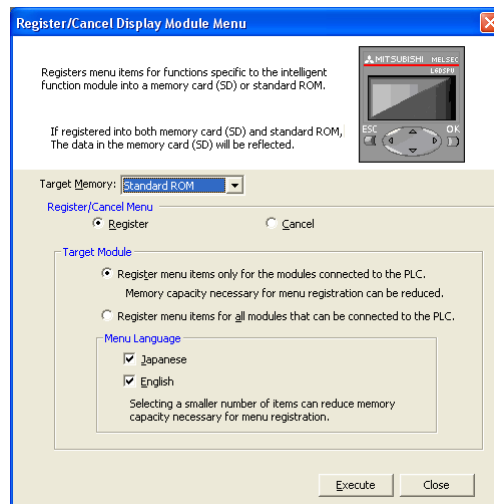 Register/Cancel Display Module Menu
Registers menu items for functions specific to the intelligent
function module into a memory card (SD) or standard ROM.
If registered into both memory card (SD) and standard ROM,
The data in the memory card (SD) will be reflected.
MITSUBISHI MELSEC
L6DSPU
ESC
OK
Target Memory: Standard ROM
Register/Cancel Menu
Register
Cancel
Target Module
Register menu items only for the modules connected to the PLC.
Memory capacity necessary for menu registration can be reduced.
Register menu items for all modules that can be connected to the PLC.
Menu Language
Japanese
English
Selecting a smaller number of items can reduce memory
capacity necessary for menu registration.
Execute
Close